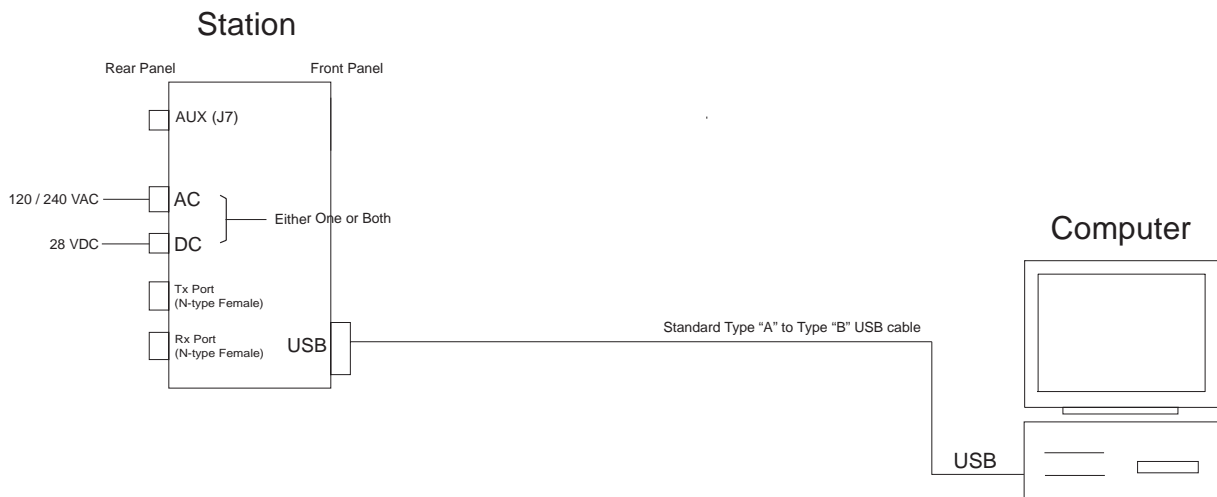 Station
Rear Panel
Front Panel
AUX (J7)
120 / 240 VAC
AC
Either One or Both
28 VDC
DC
Tx Port
(N-type Female)
Rx Port
(N-type Female)
USB
Standard Type “A” to Type “B” USB cable
Computer
USB